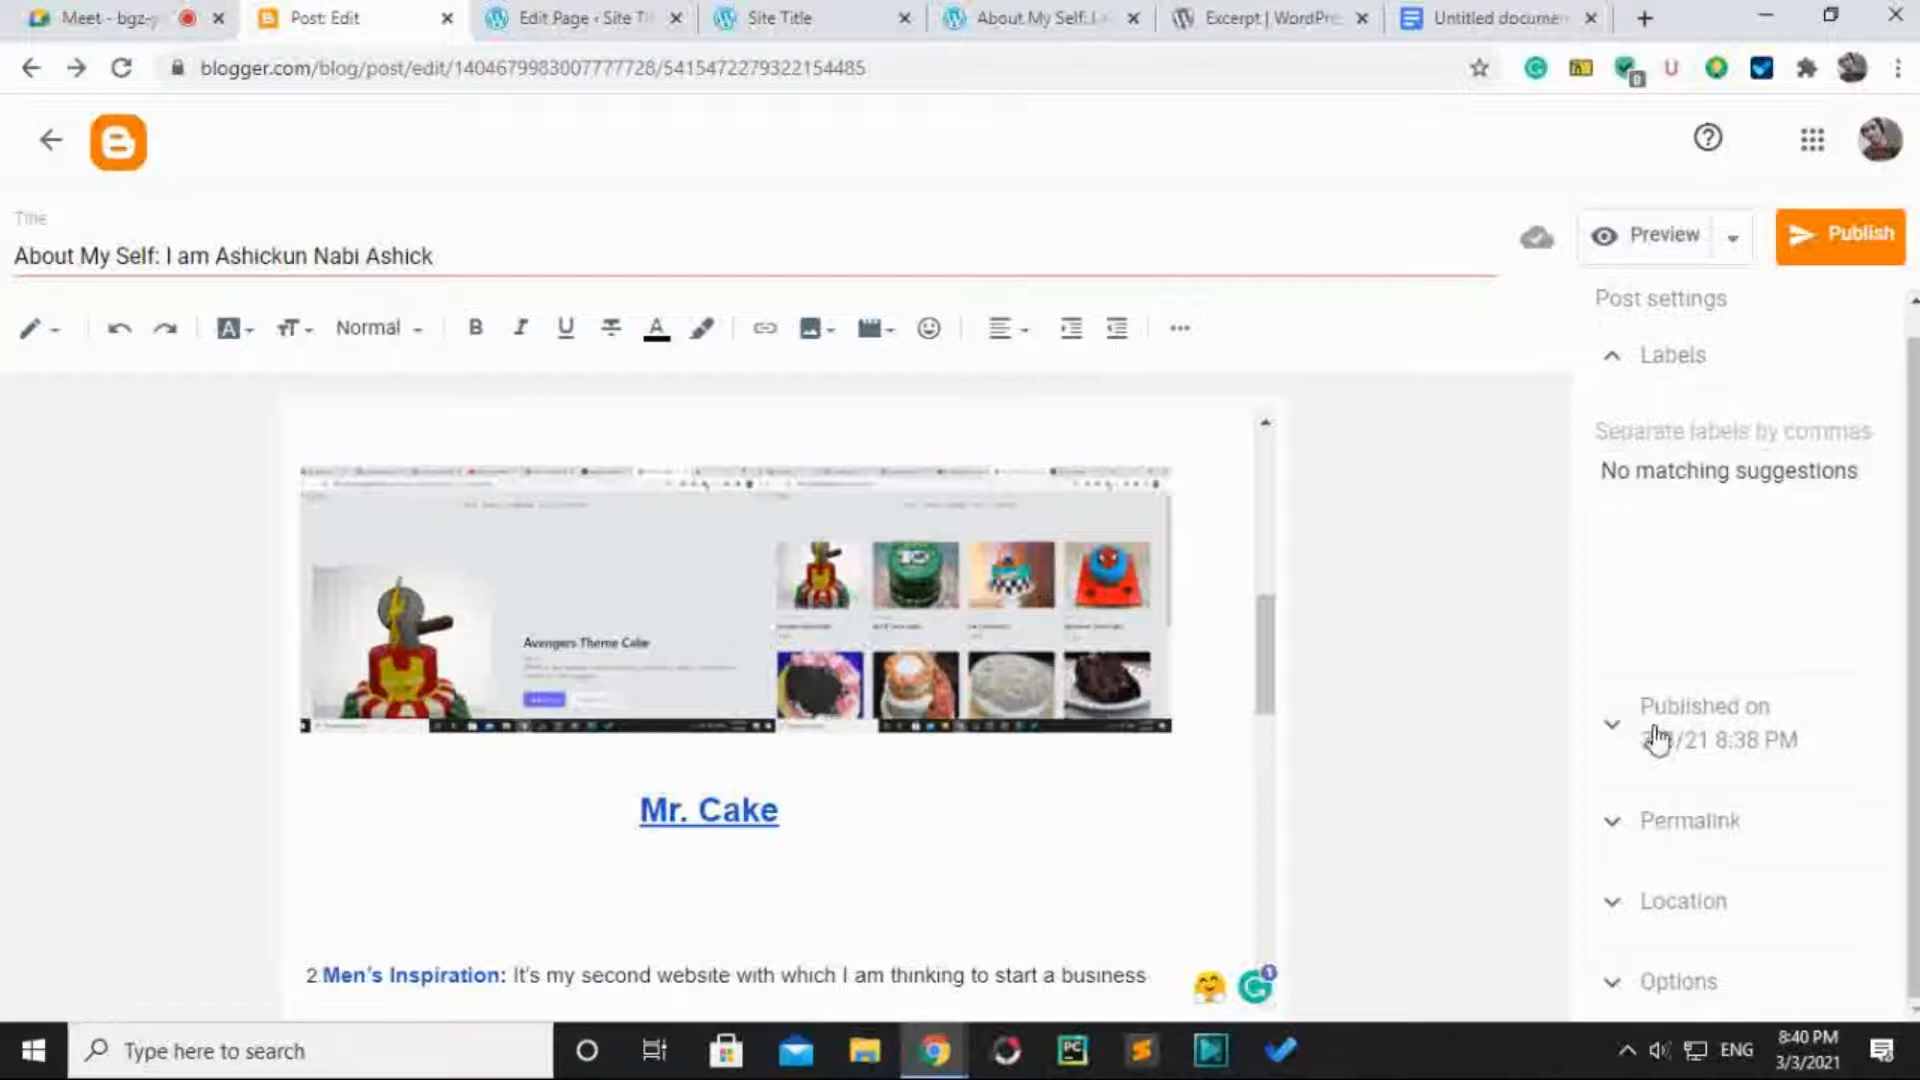 Meet - bgz-y
Post: Edit
Edit Page ‹ Site Ti
Site Title
About My Self: I a
Excerpt | WordPre
Untitled documen
blogger.com/blog/post/edit/1404679983007777728/5415472279322154485
0
Title
About My Self: I am Ashickun Nabi Ashick
Preview
Publish
Normal
B I U A
Post settings
Labels
Separate labels by commas
No matching suggestions
Published on
/21 8:38 PM
Permalink
Location
Options
Avengers Theme Cake
Mr. Cake
2 Men's Inspiration: It's my second website with which I am thinking to start a business
1
Type here to search
PC
ENG
8:40 PM
3/3/2021